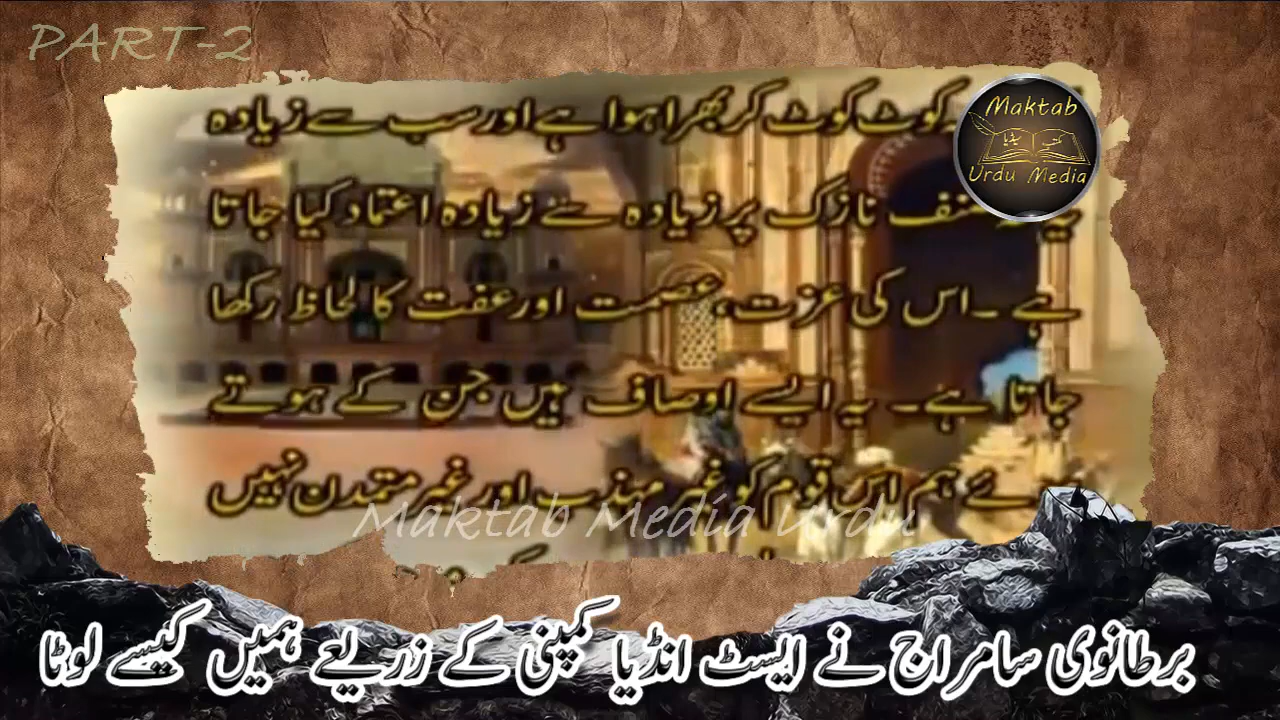 PART-2
کوٹ کوٹ کر بھرا ہوا ہے اور سب سے زیادہ
Maktab
کتب
Urdu Media
صنف نازک پر زیادہ سے زیادہ اعتماد کیا جاتا
ہے۔ اس کی عزت، عصمت اور عفت کا لحاظ رکھا
جاتا ہے۔ یہ ایسے اوصاف ہیں جن کے ہوتے
ہم اس قوم کو غیر مہذب اور غیر متمدن نہیں
Maktab Media Urdu
برطانوی سامراج نے ایسٹ انڈیا کمپنی کے زریعے ہمیں کیسے لوٹا